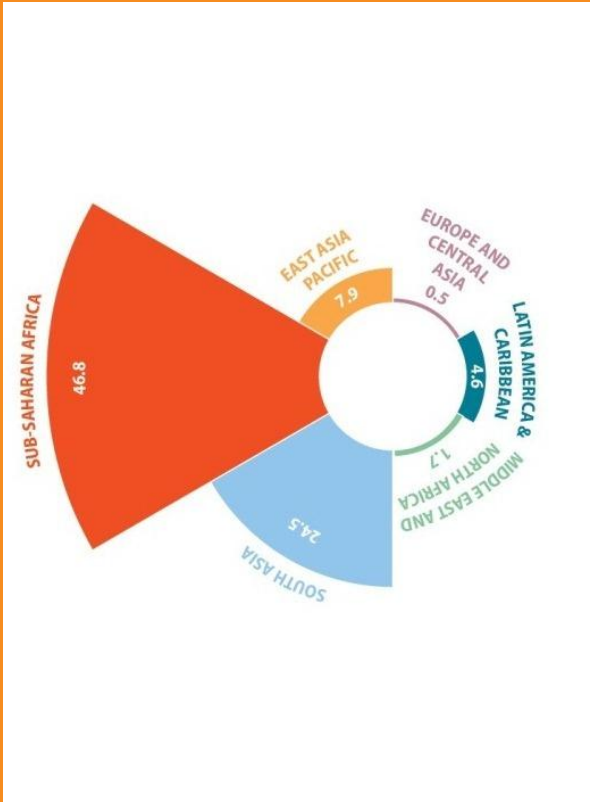 EUROPE AND
CENTRAL
ASIA
0.5
LATIN AMERICA &
CARIBBEAN
4.6
MIDDLE EAST AND
NORTH AFRICA
1.7
SOUTH ASIA
24.5
SUB-SAHARAN AFRICA
46.8
EAST ASIA
PACIFIC
7.9